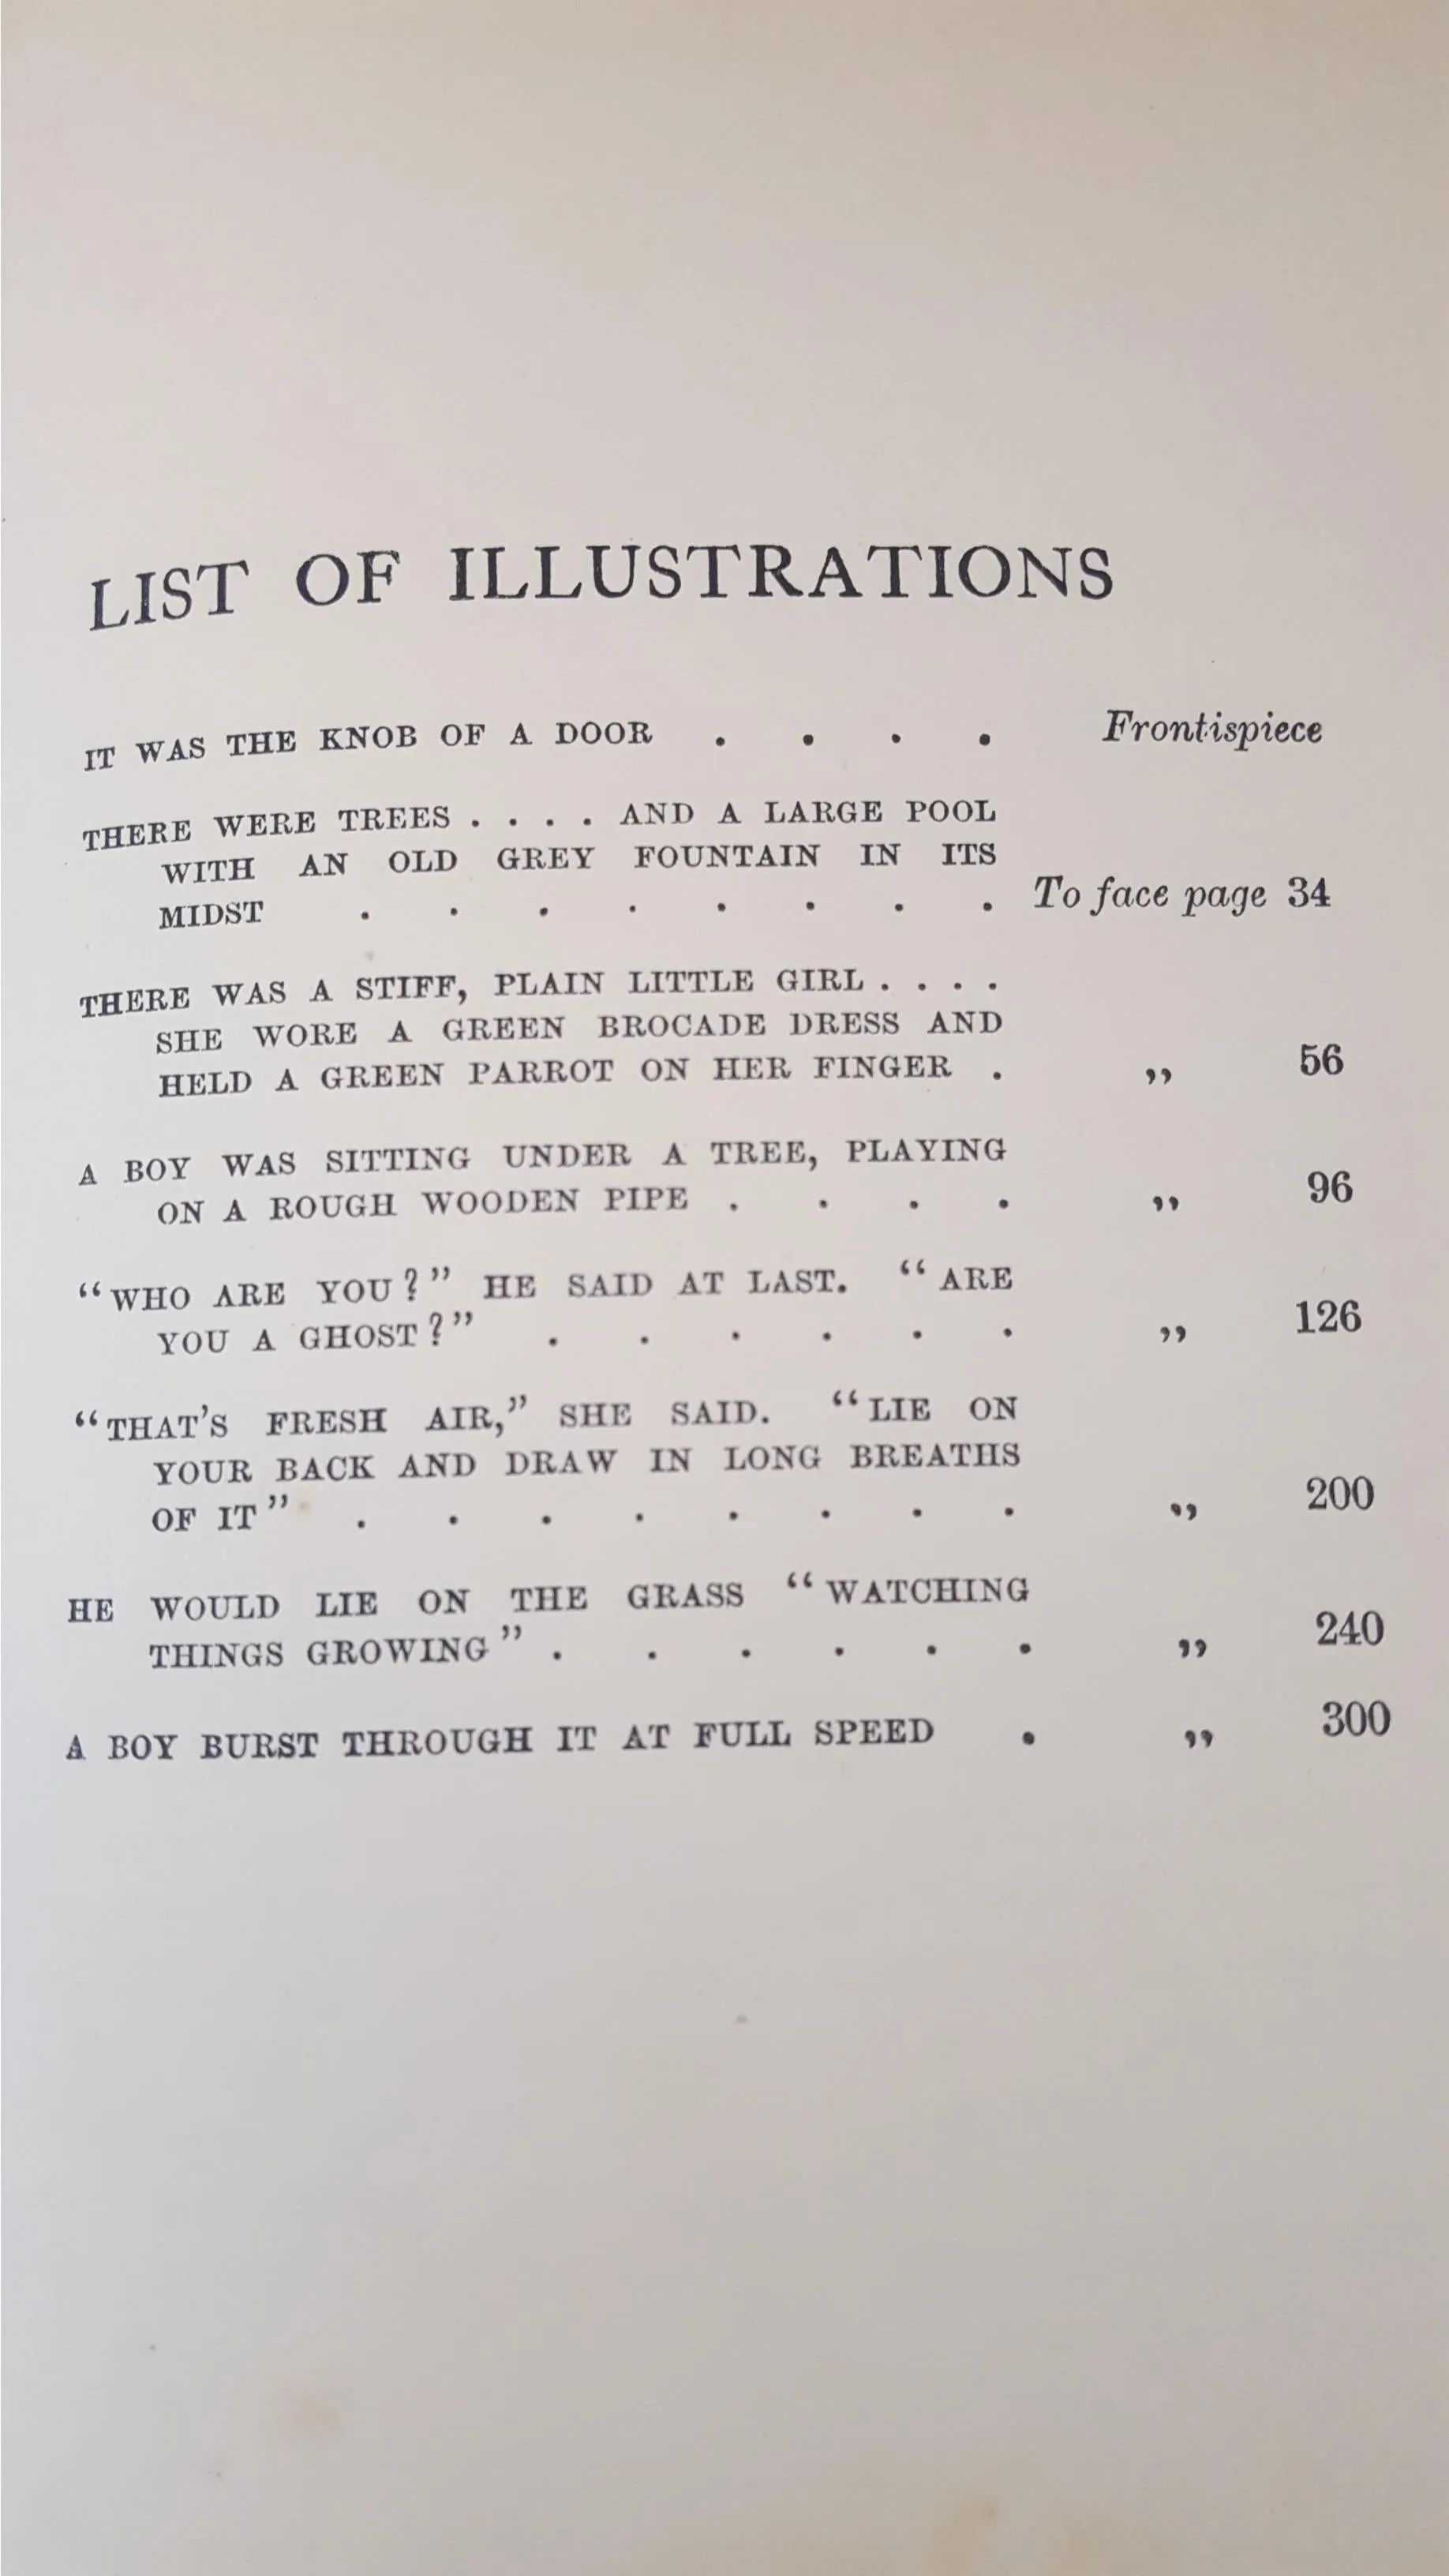 LIST OF ILLUSTRATIONS
IT WAS THE KNOB OF A DOOR . . . . Frontispiece
THERE WERE TREES . . . . AND A LARGE POOL
WITH AN OLD GREY FOUNTAIN IN ITS
MIDST . . . . . . . . To face page 34
THERE WAS A STIFF, PLAIN LITTLE GIRL . . . .
SHE WORE A GREEN BROCADE DRESS AND
HELD A GREEN PARROT ON HER FINGER . ,, 56
A BOY WAS SITTING UNDER A TREE, PLAYING
ON A ROUGH WOODEN PIPE . . . . ,, 96
“WHO ARE YOU?” HE SAID AT LAST. “ARE
YOU A GHOST?” . . . . . . ,, 126
“THAT'S FRESH AIR,” SHE SAID. “LIE ON
YOUR BACK AND DRAW IN LONG BREATHS
OF IT” . . . . . . . . ,, 200
HE WOULD LIE ON THE GRASS “WATCHING
THINGS GROWING” . . . . . . ,, 240
A BOY BURST THROUGH IT AT FULL SPEED . ,, 300